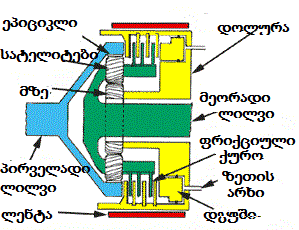 ეპიციკლი
სატელიტები
მზე
დოლურა
მეორადი
ლილვი
ფრიქციული
ქურო
ზეთის
არხი
პირველადი
ლილვი
ლენტა
დგუში